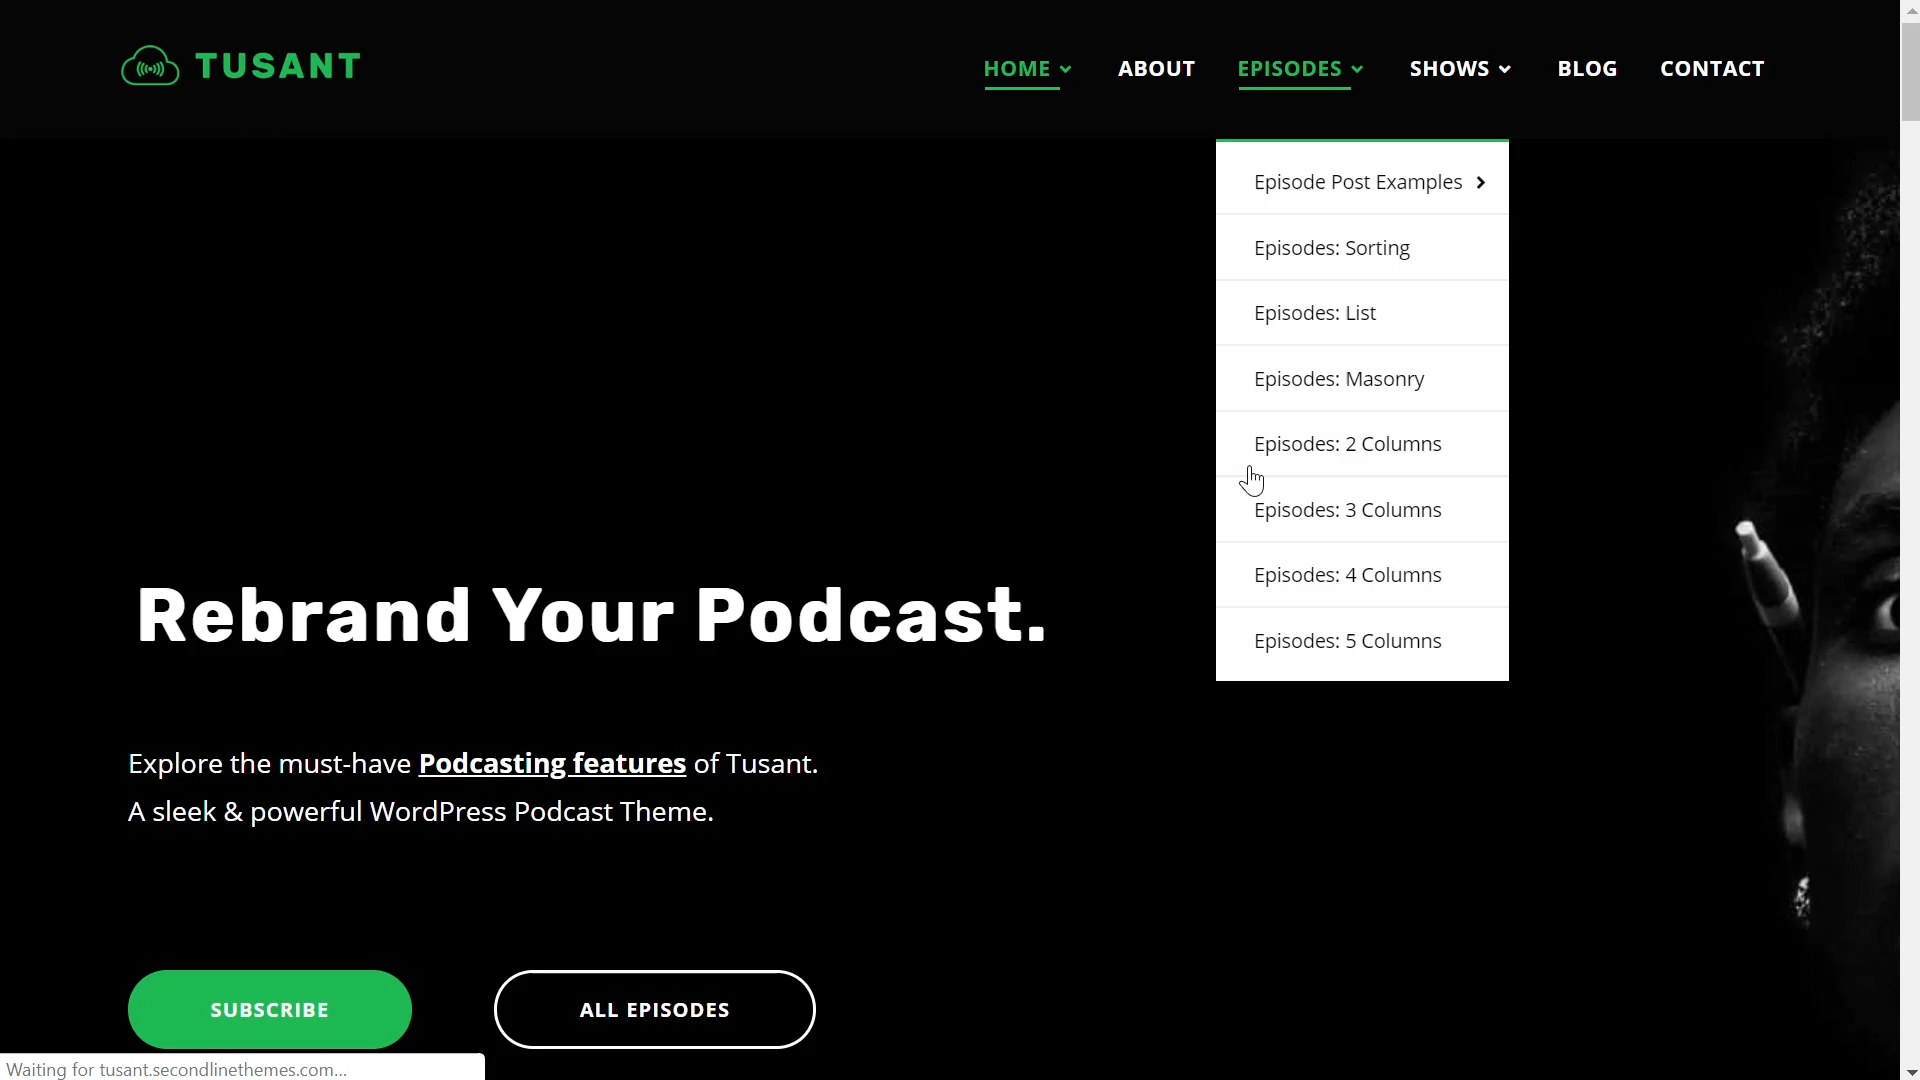 TUSANT
HOME ABOUT EPISODES SHOWS BLOG CONTACT
Episode Post Examples
Episodes: Sorting
Episodes: List
Episodes: Masonry
Episodes: 2 Columns
Episodes: 3 Columns
Episodes: 4 Columns
Episodes: 5 Columns
Rebrand Your Podcast.
Explore the must-have Podcasting features of Tusant.
A sleek & powerful WordPress Podcast Theme.
SUBSCRIBE ALL EPISODES
Waiting for tusant.secondlinethemes.com...